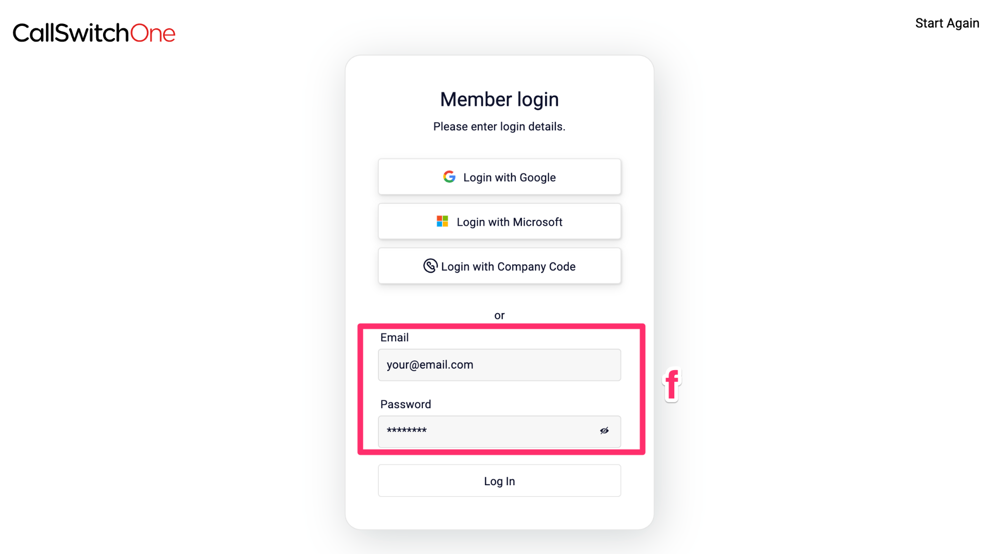 CallSwitchOne
Start Again
Member login
Please enter login details.
Login with Google
Login with Microsoft
Login with Company Code
or
Email
your@email.com
f
Password
********
Log In